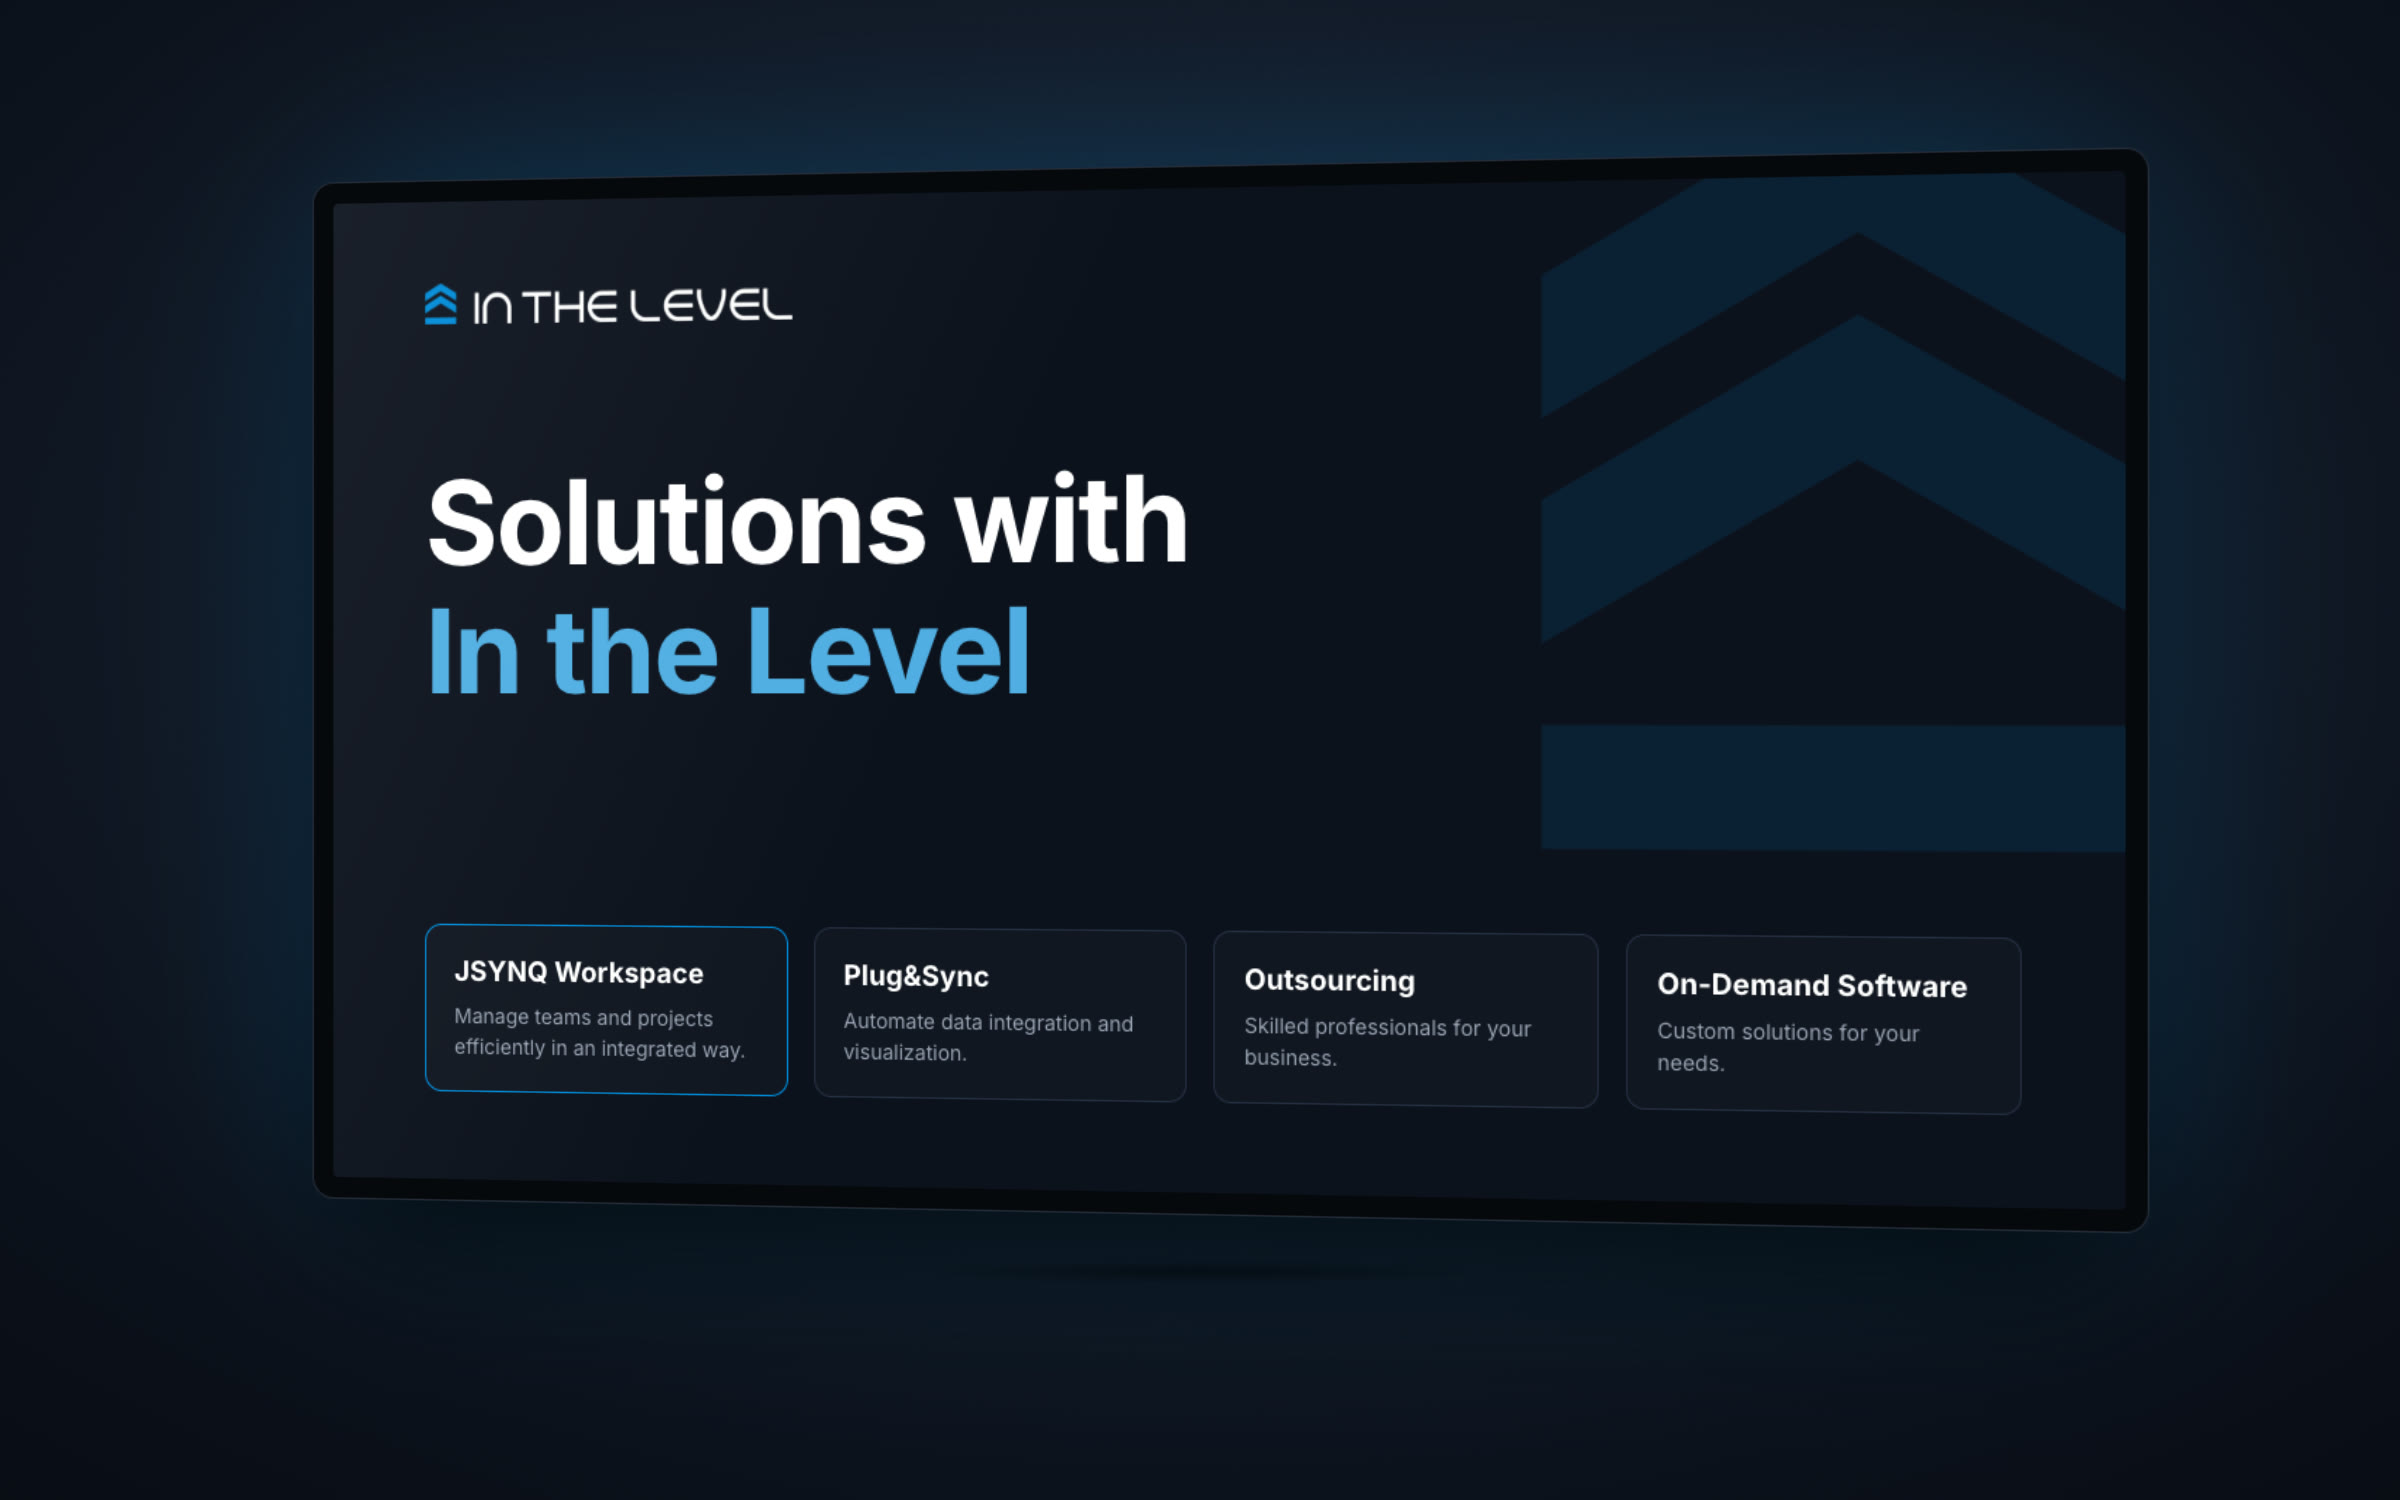 IN THE LEVEL
Solutions with
In the Level
JSYNQ Workspace
Manage teams and projects
efficiently in an integrated way.
Plug&Sync
Automate data integration and
visualization.
Outsourcing
Skilled professionals for your
business.
On-Demand Software
Custom solutions for your
needs.